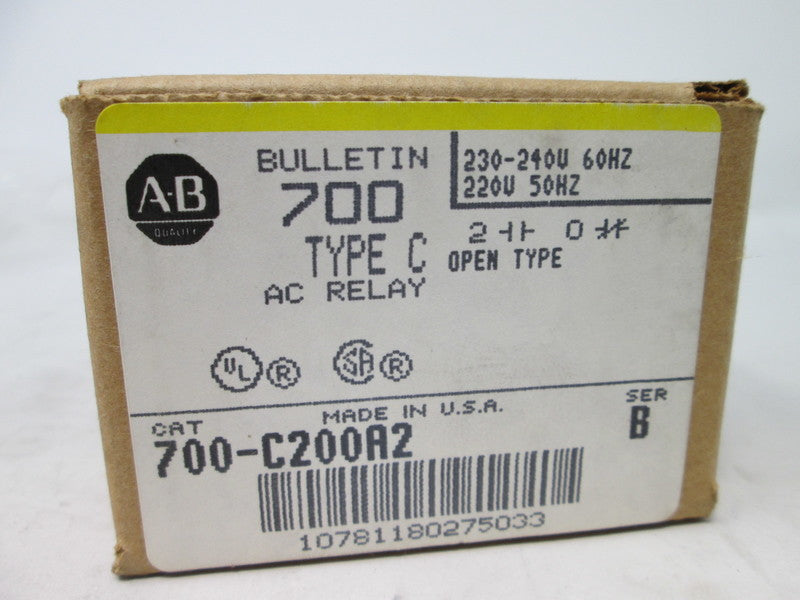 A·B
QUALITY
BULLETIN
700
TYPE C
AC RELAY
230-240V 60HZ
220V 50HZ
2 0
OPEN TYPE
UL ®
SA ®
MADE IN U.S.A.
CAT
700-C200A2
SER
B
10781180275033